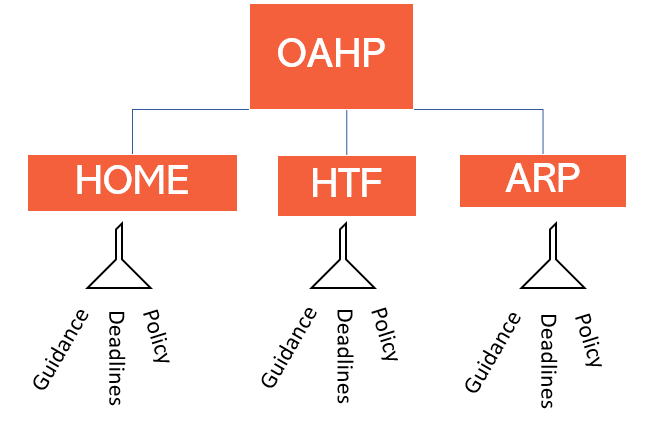 OAHP
HOME
HTF
ARP
Guidance
Deadlines
Policy
Guidance
Deadlines
Policy
Guidance
Deadlines
Policy